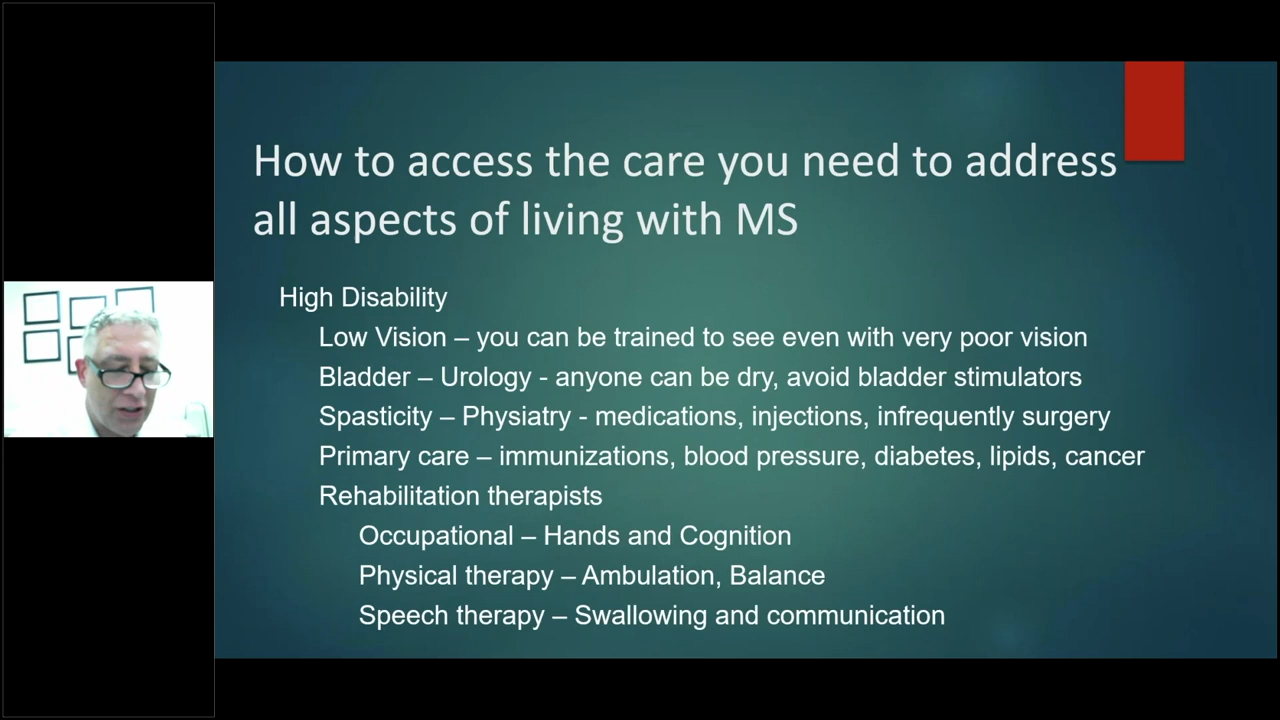 How to access the care you need to address
all aspects of living with MS
High Disability
Low Vision – you can be trained to see even with very poor vision
Bladder – Urology - anyone can be dry, avoid bladder stimulators
Spasticity – Physiatry - medications, injections, infrequently surgery
Primary care – immunizations, blood pressure, diabetes, lipids, cancer
Rehabilitation therapists
Occupational – Hands and Cognition
Physical therapy – Ambulation, Balance
Speech therapy – Swallowing and communication